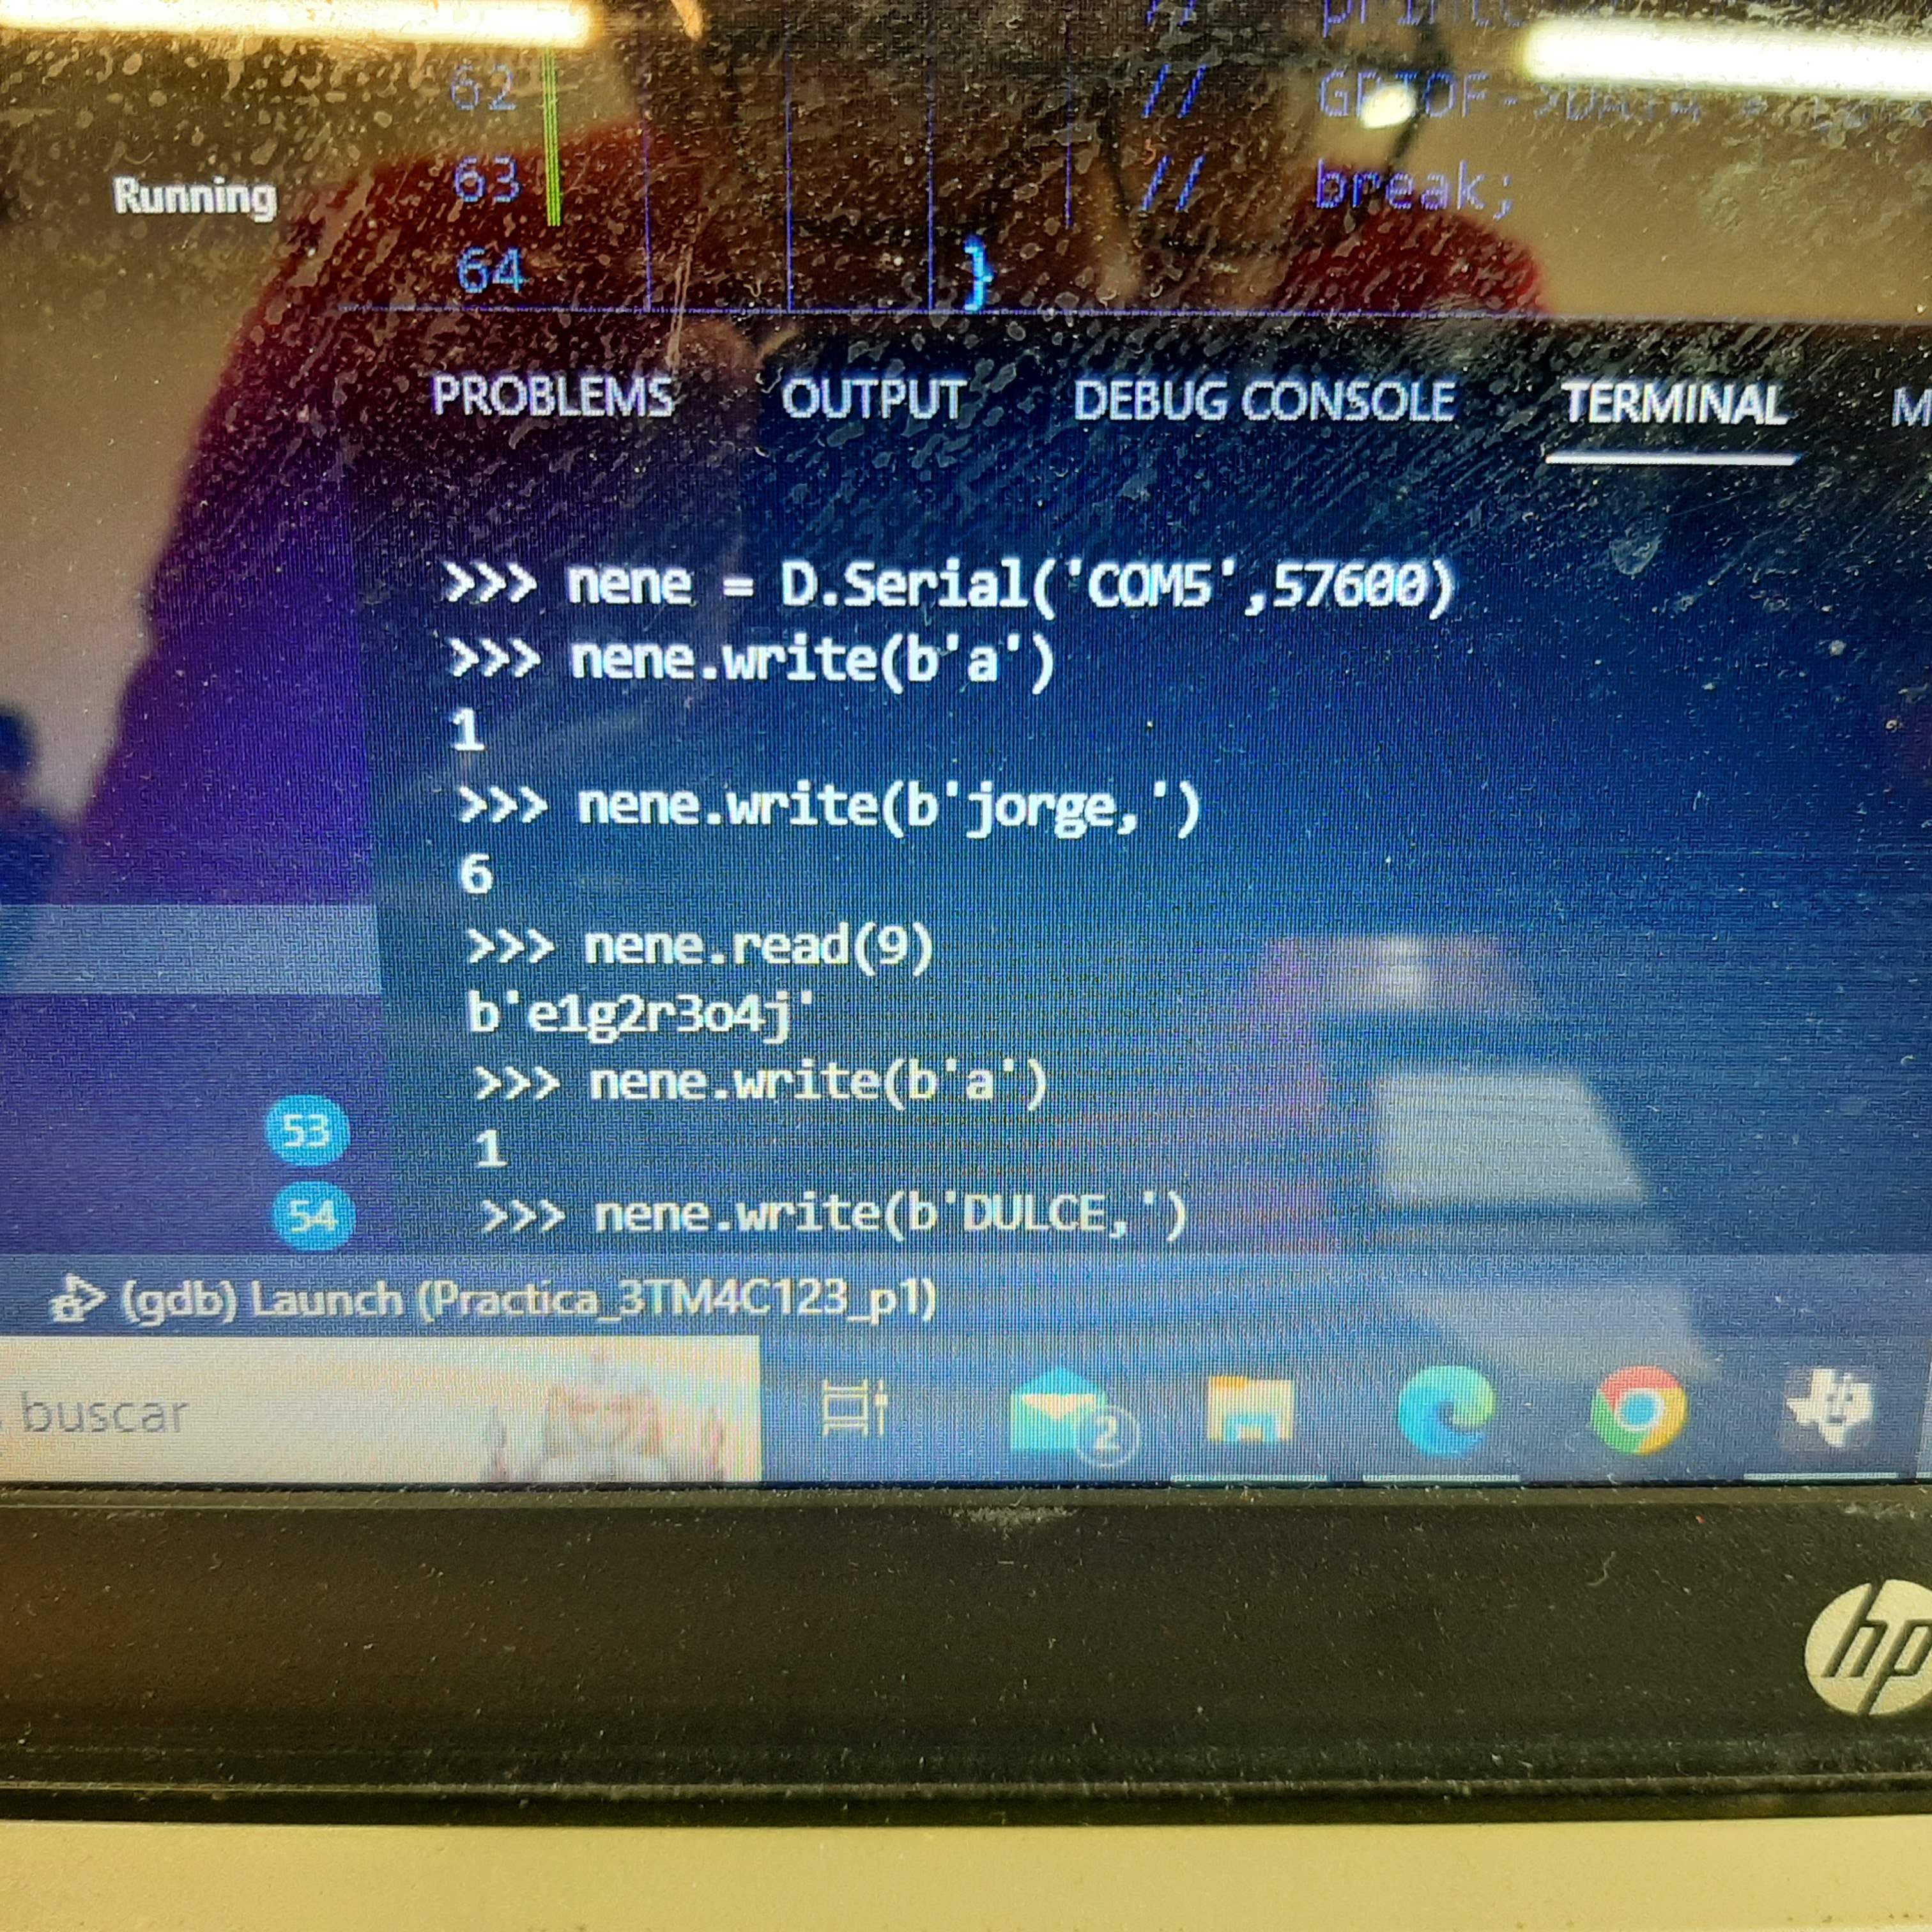 //
62 //
Running 63 // break;
64 }
PROBLEMS OUTPUT DEBUG CONSOLE TERMINAL M
>>> nene = D.Serial('COM5',57600)
>>> nene.write(b'a')
1
>>> nene.write(b'jorge,')
6
>>> nene.read(9)
b'e1g2r3o4j'
>>> nene.write(b'a')
1
>>> nene.write(b'DULCE,')
53
54
(gdb) Launch (Practica_3TM4C123_p1)
buscar
2
hp